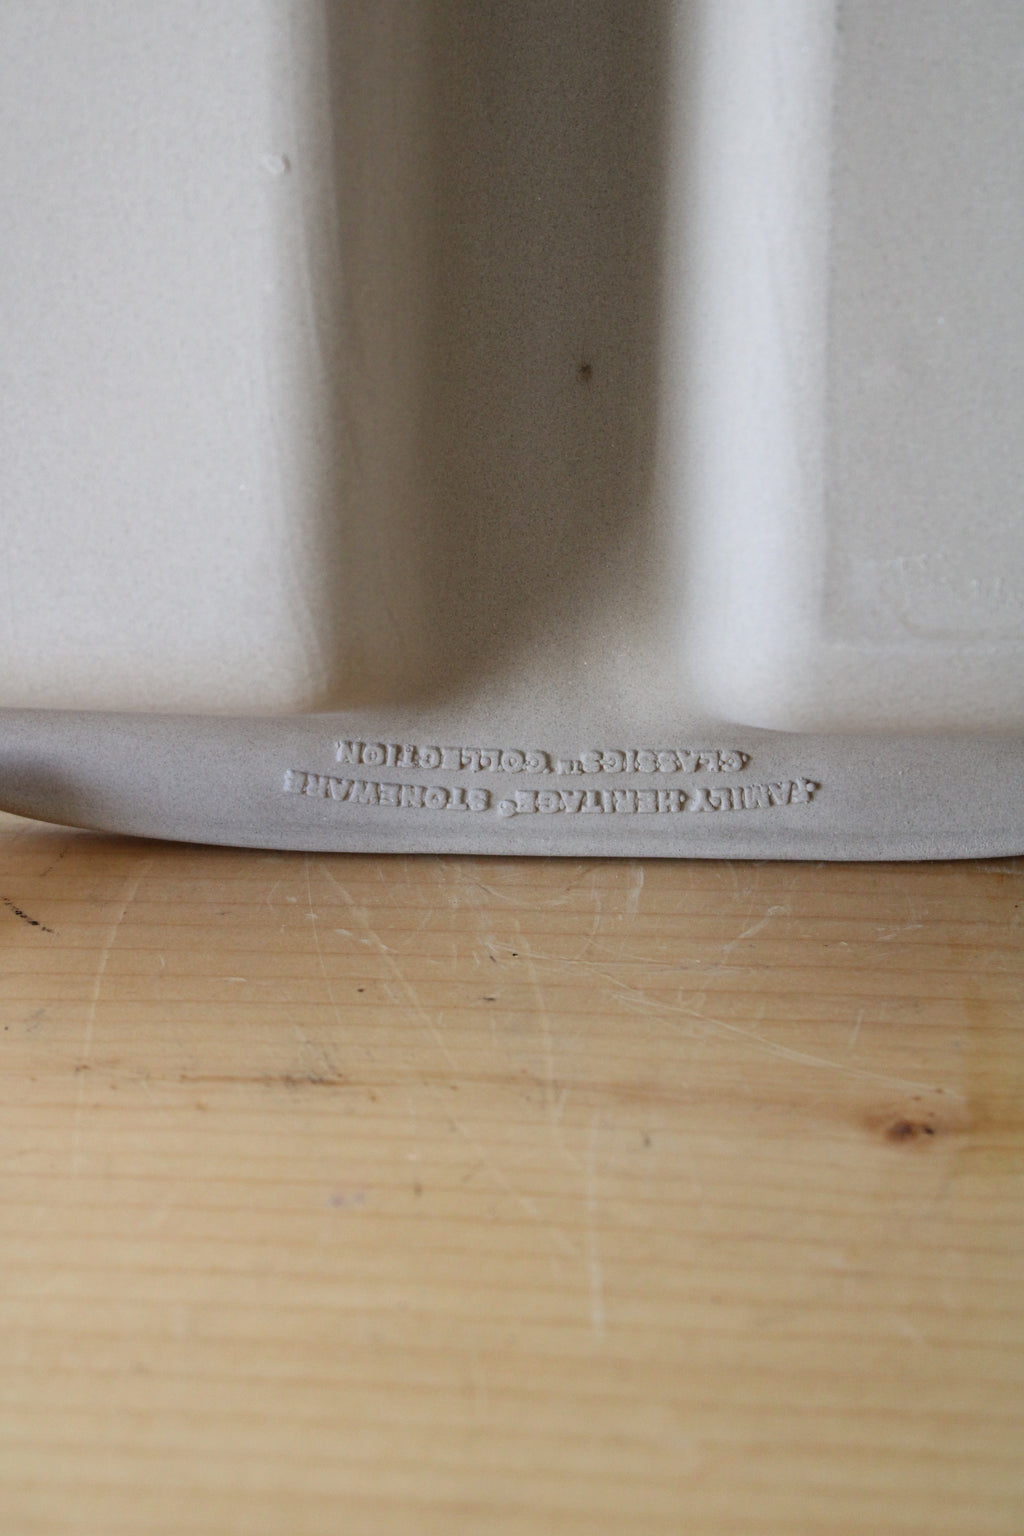 FAMILY HERITAGE® STONEWARE
CLASSICS™ COLLECTION